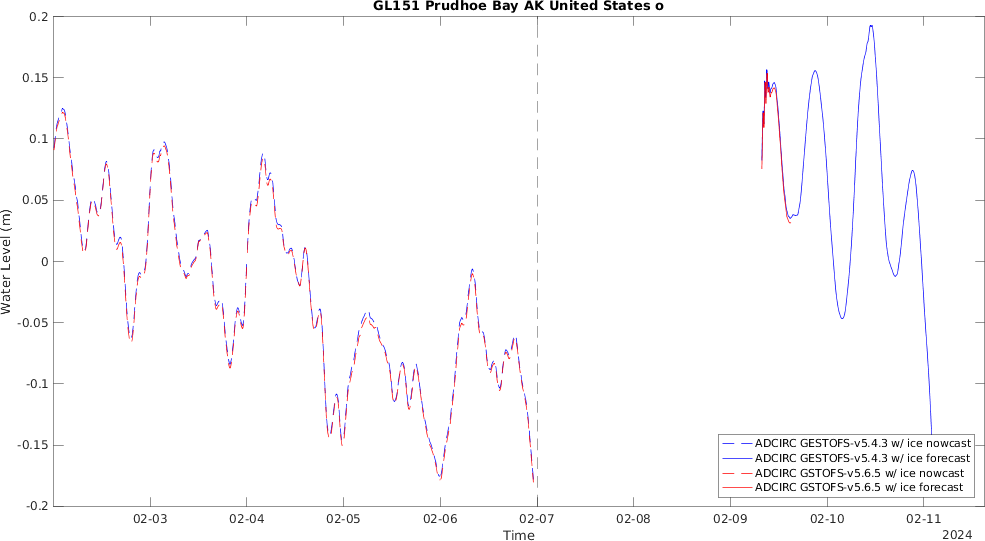 GL151 Prudhoe Bay AK United States o
0.2
0.15
0.1
0.05
0
-0.05
-0.1
-0.15
-0.2
Water Level (m)
ADCIRC GESTOFS-v5.4.3 w/ ice nowcast
ADCIRC GESTOFS-v5.4.3 w/ ice forecast
ADCIRC GSTOFS-v5.6.5 w/ ice nowcast
ADCIRC GSTOFS-v5.6.5 w/ ice forecast
02-03 02-04 02-05 02-06 02-07 02-08 02-09 02-10 02-11
Time
2024